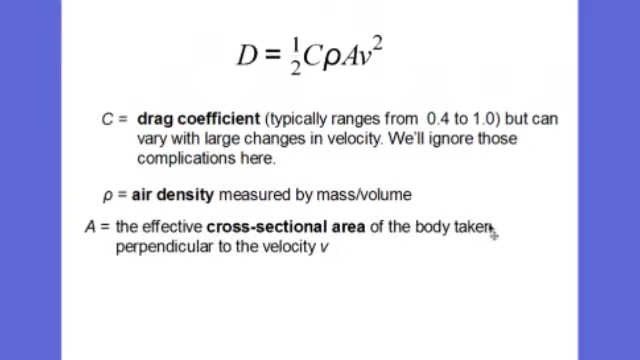 D = ½CρAv²
C = drag coefficient (typically ranges from 0.4 to 1.0) but can
vary with large changes in velocity. We'll ignore those
complications here.
ρ = air density measured by mass/volume
A = the effective cross-sectional area of the body taken
perpendicular to the velocity v